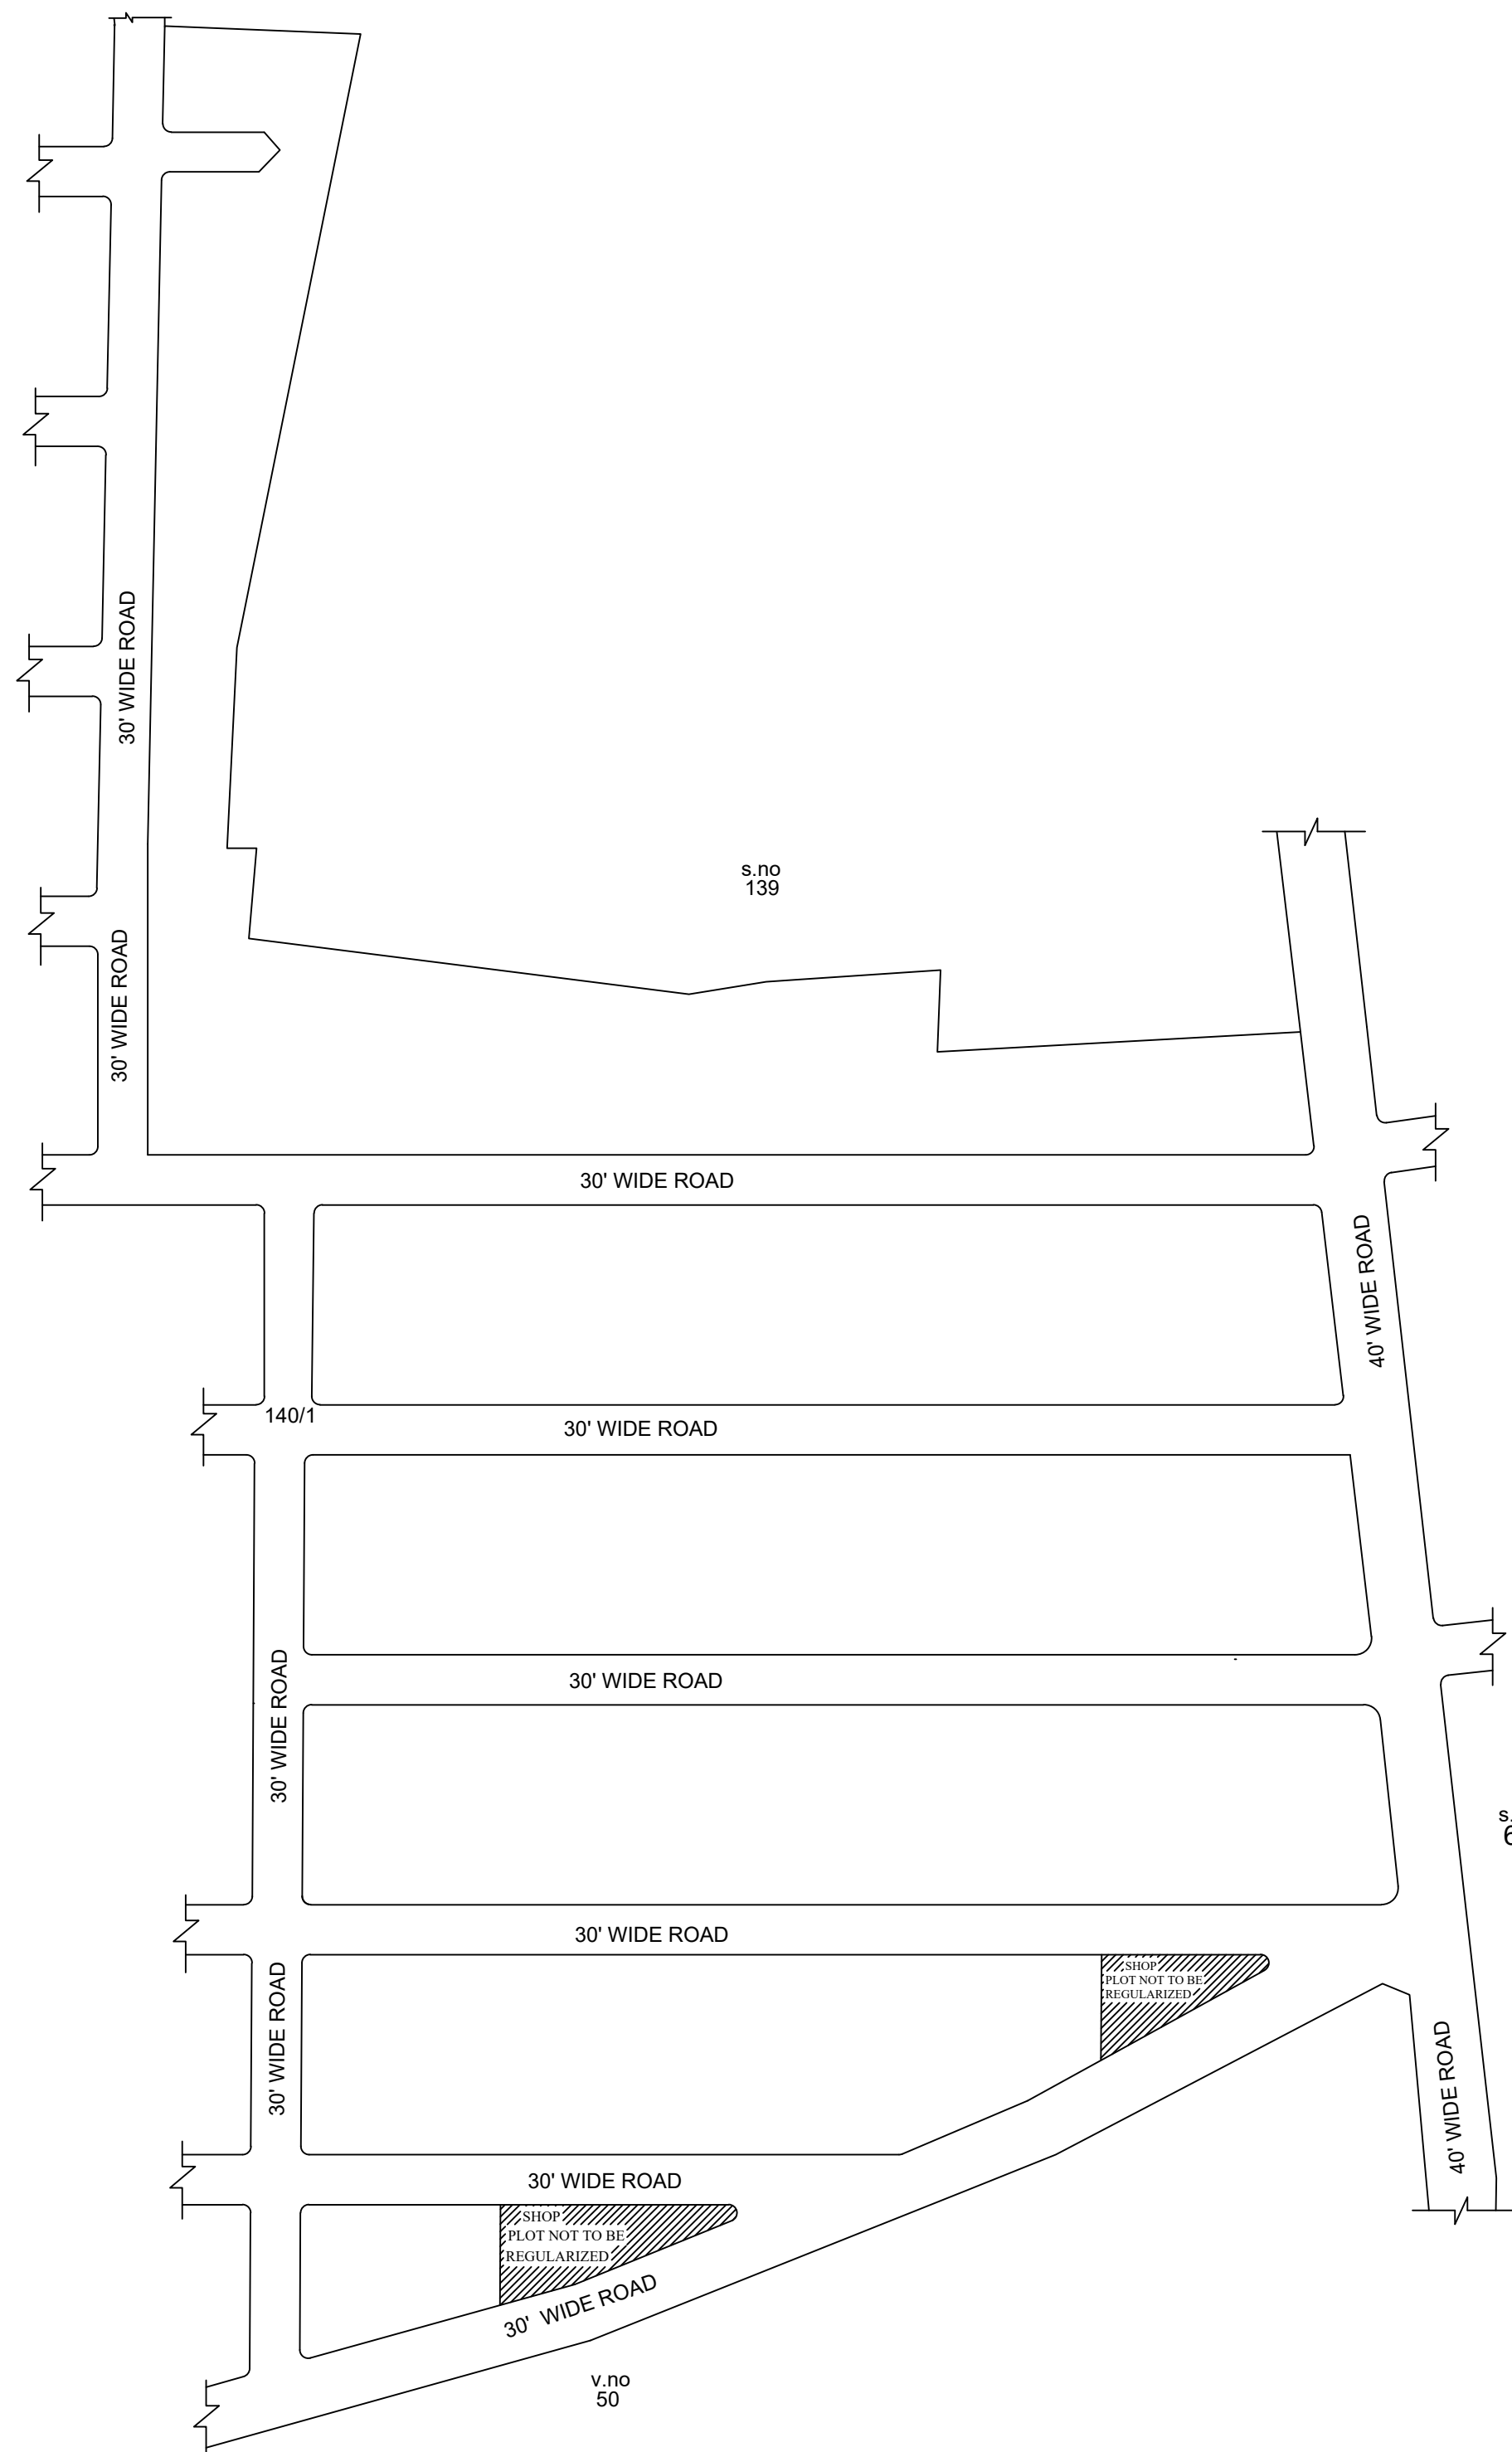 30' WIDE ROAD
s.no
139
30' WIDE ROAD
30' WIDE ROAD
40' WIDE ROAD
140/1
30' WIDE ROAD
30' WIDE ROAD
30' WIDE ROAD
30' WIDE ROAD
SHOP
PLOT NOT TO BE
REGULARIZED
30' WIDE ROAD
40' WIDE ROAD
30' WIDE ROAD
SHOP
PLOT NOT TO BE
REGULARIZED
30' WIDE ROAD
v.no
50